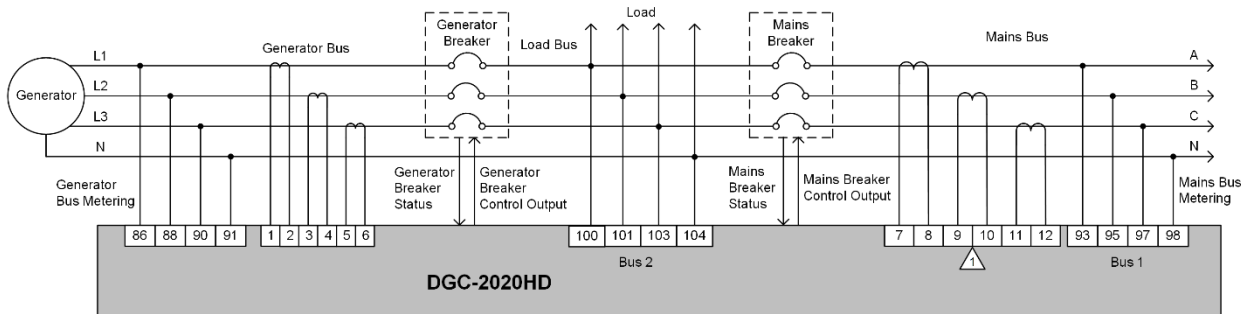 Load
Generator
Breaker
Mains
Breaker
Generator Bus
Load Bus
Mains Bus
L1
A
L2
B
Generator
L3
C
N
N
Generator
Bus Metering
Generator
Breaker
Status
Generator
Breaker
Control Output
Mains
Breaker
Status
Mains Breaker
Control Output
Mains Bus
Metering
86 88 90 91 1 2 3 4 5 6 100 101 103 104 7 8 9 10 11 12 93 95 97 98
Bus 2
1
Bus 1
DGC-2020HD